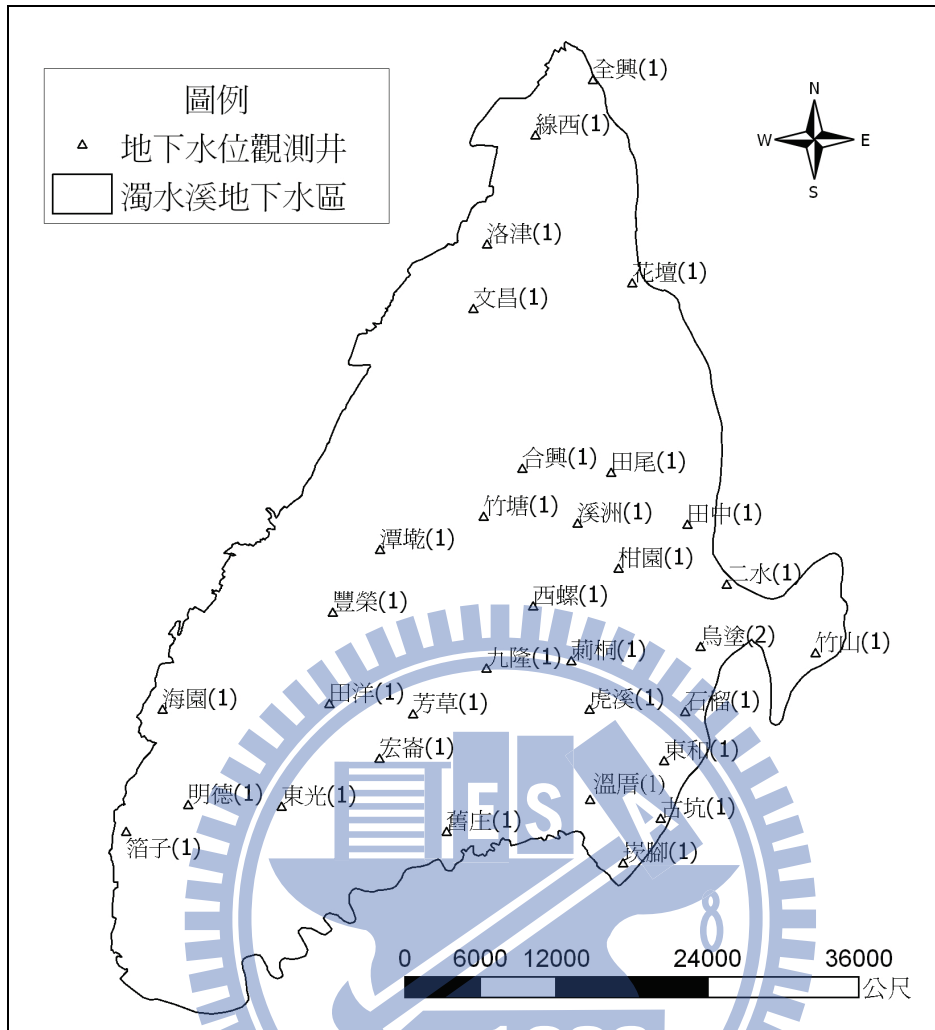 全興(1)
圖例
線西(1)
N
地下水位觀測井
W
E
濁水溪地下水區
S
洛津(1)
花壇(1)
文昌(1)
合興(1)
田尾(1)
竹塘(1)
溪洲(1)
田中(1)
潭墘(1)
柑園(1)
二水(1)
豐榮(1)
西螺(1)
烏塗(2)
竹山(1)
九隆(1)
莿桐(1)
海園(1)
田洋(1)
芳草(1)
虎溪(1)
石榴(1)
宏崙(1)
東和(1)
明德(1)
東光(1)
溫厝(1)
古坑(1)
箔子(1)
舊庄(1)
崁腳(1)
ESA
8
0 6000 12000 24000 36000
公尺